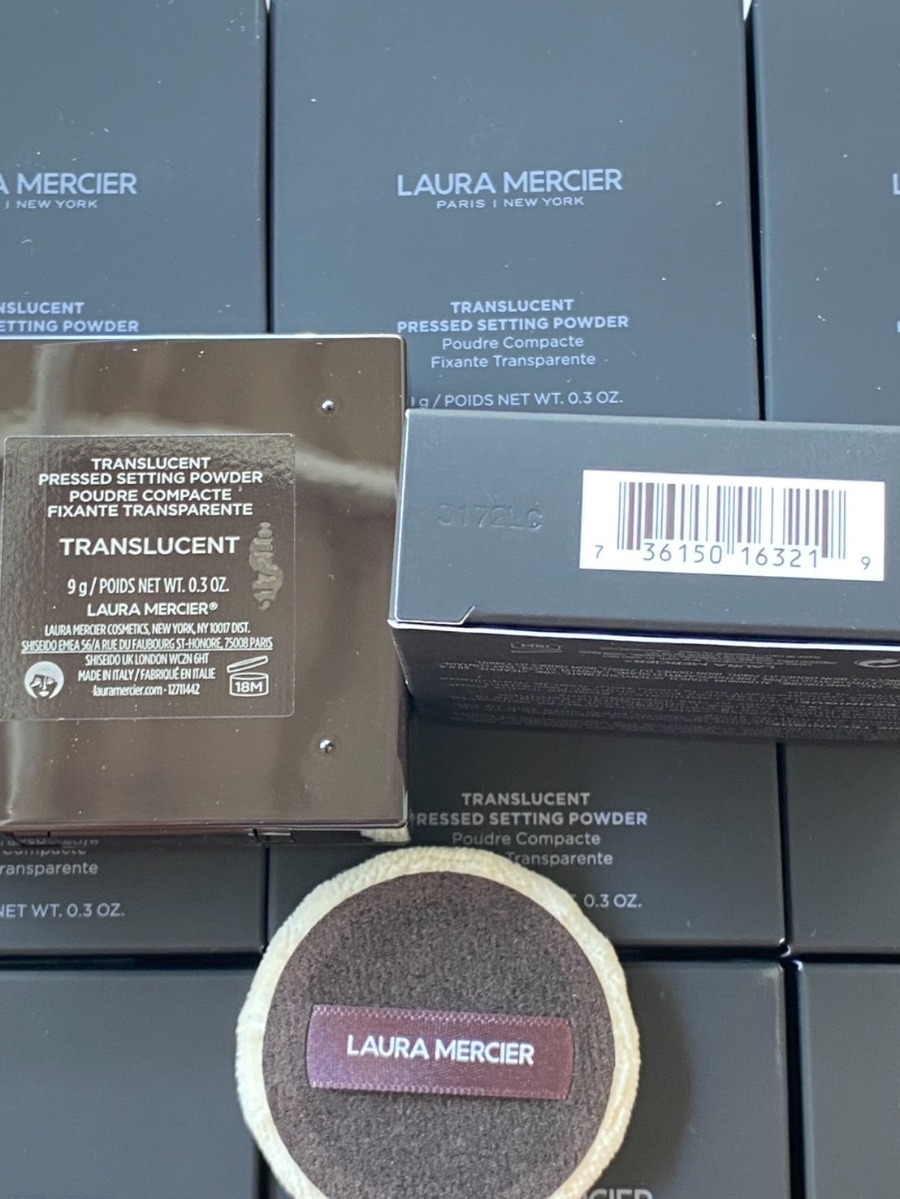 A MERCIER
I NEW YORK
NSLUCENT
ETTING POWDER
LAURA MERCIER
PARIS I NEW YORK
TRANSLUCENT
PRESSED SETTING POWDER
Poudre Compacte
Fixante Transparente
g / POIDS NET WT. 0.3 OZ.
TRANSLUCENT
PRESSED SETTING POWDER
POUDRE COMPACTE
FIXANTE TRANSPARENTE
TRANSLUCENT
9 g / POIDS NET WT. 0.3 OZ.
LAURA MERCIER®
LAURA MERCIER COSMETICS, NEW YORK, NY 10017 DIST.
SHISEIDO EMEA 56/A RUE DU FAUBOURG ST-HONORE, 75008 PARIS
SHISEIDO UK LONDON WC2N 6HT
MADE IN ITALY / FABRIQUÉ EN ITALIE
lauramercier.com • 12711442
18M
3172LC
7 36150 16321 9
TRANSLUCENT
PRESSED SETTING POWDER
Poudre Compacte
Transparente
0.3 OZ.
ransparente
NET WT. 0.3 OZ.
LAURA MERCIER